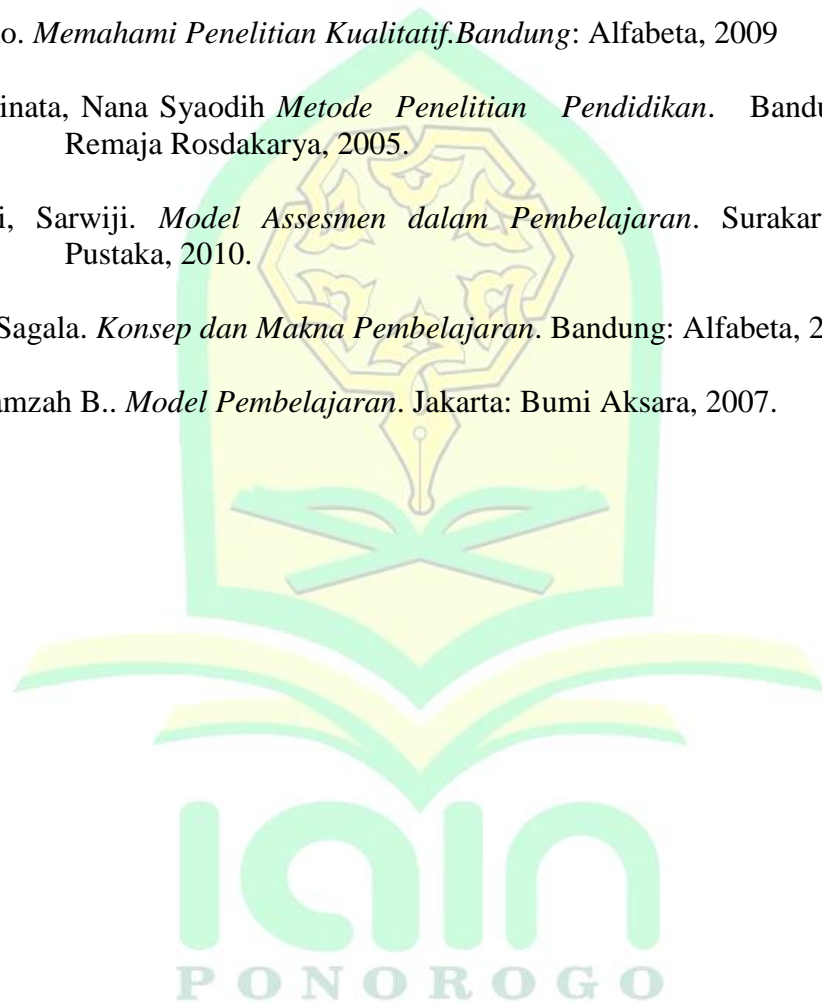 o. Memahami Penelitian Kualitatif.Bandung: Alfabeta, 2009
inata, Nana Syaodih Metode Penelitian Pendidikan. Bandu
Remaja Rosdakarya, 2005.
i, Sarwiji. Model Assesmen dalam Pembelajaran. Surakar
Pustaka, 2010.
Sagala. Konsep dan Makna Pembelajaran. Bandung: Alfabeta, 2
amzah B.. Model Pembelajaran. Jakarta: Bumi Aksara, 2007.
iain
PONOROGO